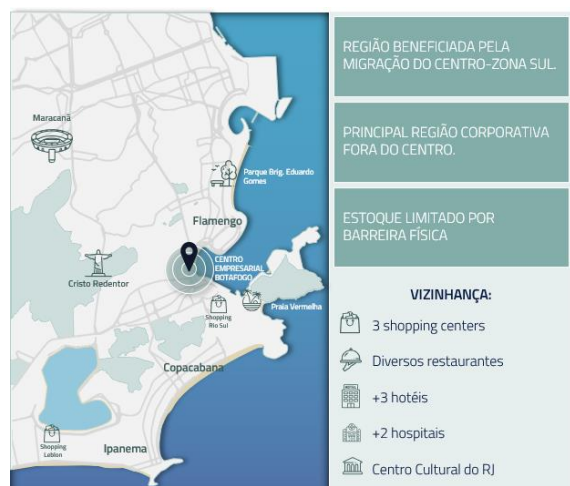 Maracanã
Parque Brig. Eduardo
Gomes
Flamengo
CENTRO
EMPRESARIAL
BOTAFOGO
Cristo Redentor
Praia Vermelha
Shopping
Rio Sul
Copacabana
Shopping
Leblon
Ipanema
REGIÃO BENEFICIADA PELA
MIGRAÇÃO DO CENTRO-ZONA SUL.
PRINCIPAL REGIÃO CORPORATIVA
FORA DO CENTRO.
ESTOQUE LIMITADO POR
BARREIRA FÍSICA
VIZINHANÇA:
3 shopping centers
Diversos restaurantes
+3 hotéis
+2 hospitais
Centro Cultural do RJ